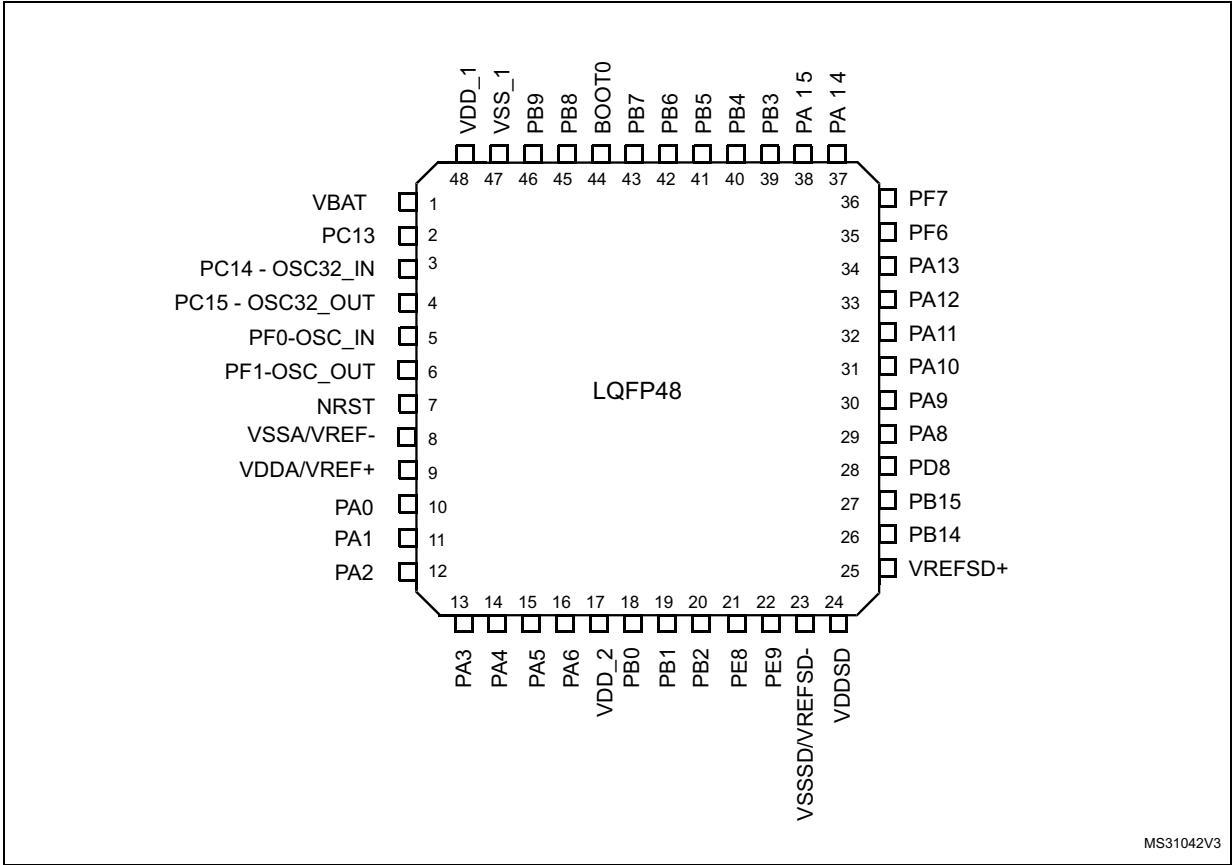 VDD_1
VSS_1
PB9
PB8
BOOT0
PB7
PB6
PB5
PB4
PB3
PA 15
PA 14
48 47 46 45 44 43 42 41 40 39 38 37
VBAT 1
PC13 2
PC14 - OSC32_IN 3
PC15 - OSC32_OUT 4
PF0-OSC_IN 5
PF1-OSC_OUT 6
NRST 7
VSSA/VREF- 8
VDDA/VREF+ 9
PA0 10
PA1 11
PA2 12
LQFP48
36 PF7
35 PF6
34 PA13
33 PA12
32 PA11
31 PA10
30 PA9
29 PA8
28 PD8
27 PB15
26 PB14
25 VREFSD+
13 14 15 16 17 18 19 20 21 22 23 24
PA3
PA4
PA5
PA6
VDD_2
PB0
PB1
PB2
PE8
PE9
VSSSD/VREFSD-
VDDSD
MS31042V3